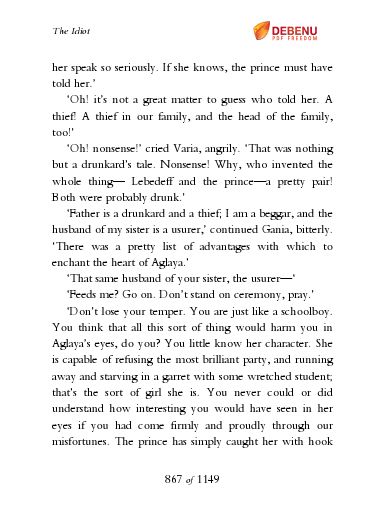 The Idiot
DEBENU
PDF FREEDOM
her speak so seriously. If she knows, the prince must have
told her.’
‘Oh! it’s not a great matter to guess who told her. A
thief! A thief in our family, and the head of the family,
too!’
‘Oh! nonsense!’ cried Varia, angrily. ‘That was nothing
but a drunkard’s tale. Nonsense! Why, who invented the
whole thing— Lebedeff and the prince—a pretty pair!
Both were probably drunk.’
‘Father is a drunkard and a thief; I am a beggar, and the
husband of my sister is a usurer,’ continued Gania, bitterly.
‘There was a pretty list of advantages with which to
enchant the heart of Aglaya.’
‘That same husband of your sister, the usurer—‘
‘Feeds me? Go on. Don’t stand on ceremony, pray.’
‘Don’t lose your temper. You are just like a schoolboy.
You think that all this sort of thing would harm you in
Aglaya’s eyes, do you? You little know her character. She
is capable of refusing the most brilliant party, and running
away and starving in a garret with some wretched student;
that’s the sort of girl she is. You never could or did
understand how interesting you would have seen in her
eyes if you had come firmly and proudly through our
misfortunes. The prince has simply caught her with hook
867 of 1149